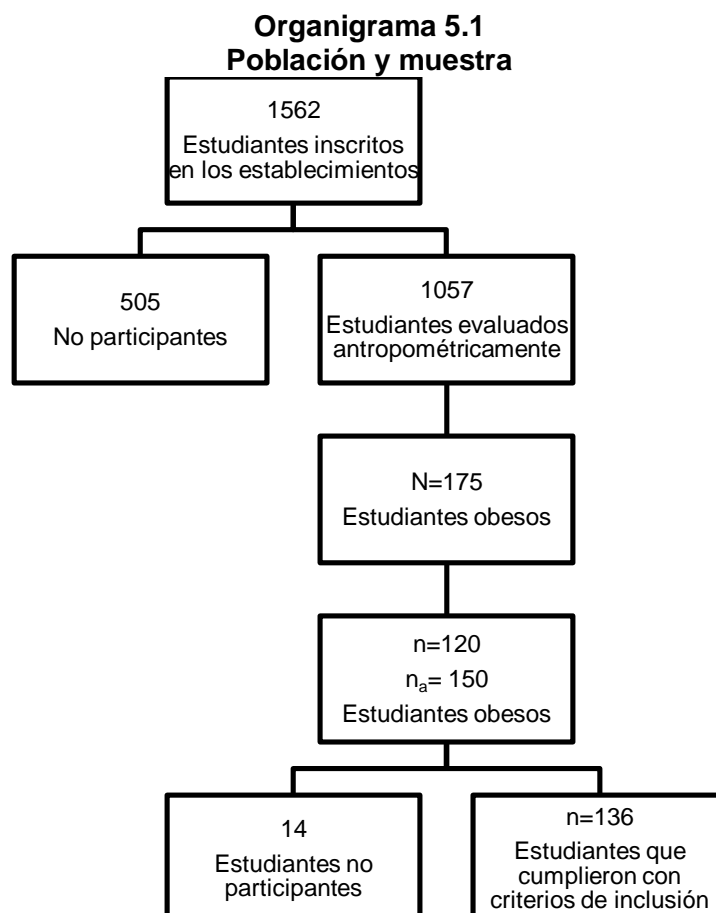 Organigrama 5.1
Población y muestra
1562
Estudiantes inscritos
en los establecimientos
505
No participantes
1057
Estudiantes evaluados
antropométricamente
N=175
Estudiantes obesos
n=120
nₐ= 150
Estudiantes obesos
14
Estudiantes no
participantes
n=136
Estudiantes que
cumplieron con
criterios de inclusión